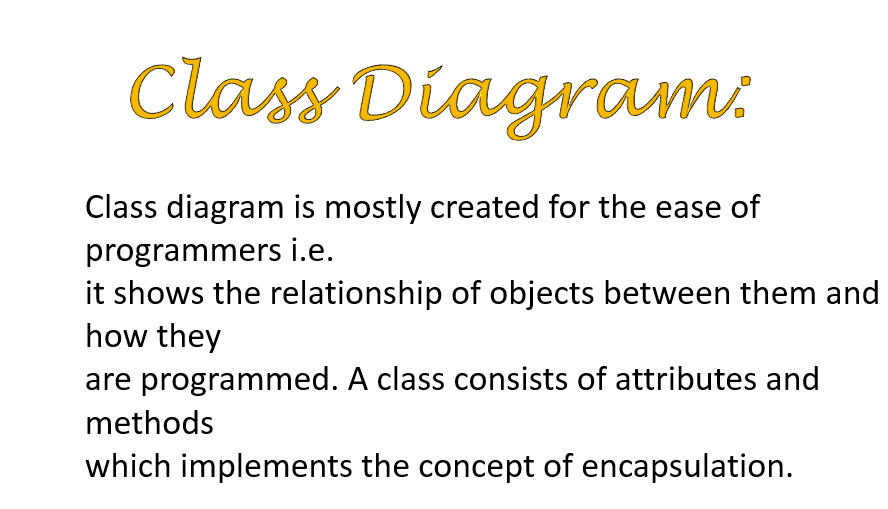 Class Diagram:
Class diagram is mostly created for the ease of
programmers i.e.
it shows the relationship of objects between them and
how they
are programmed. A class consists of attributes and
methods
which implements the concept of encapsulation.